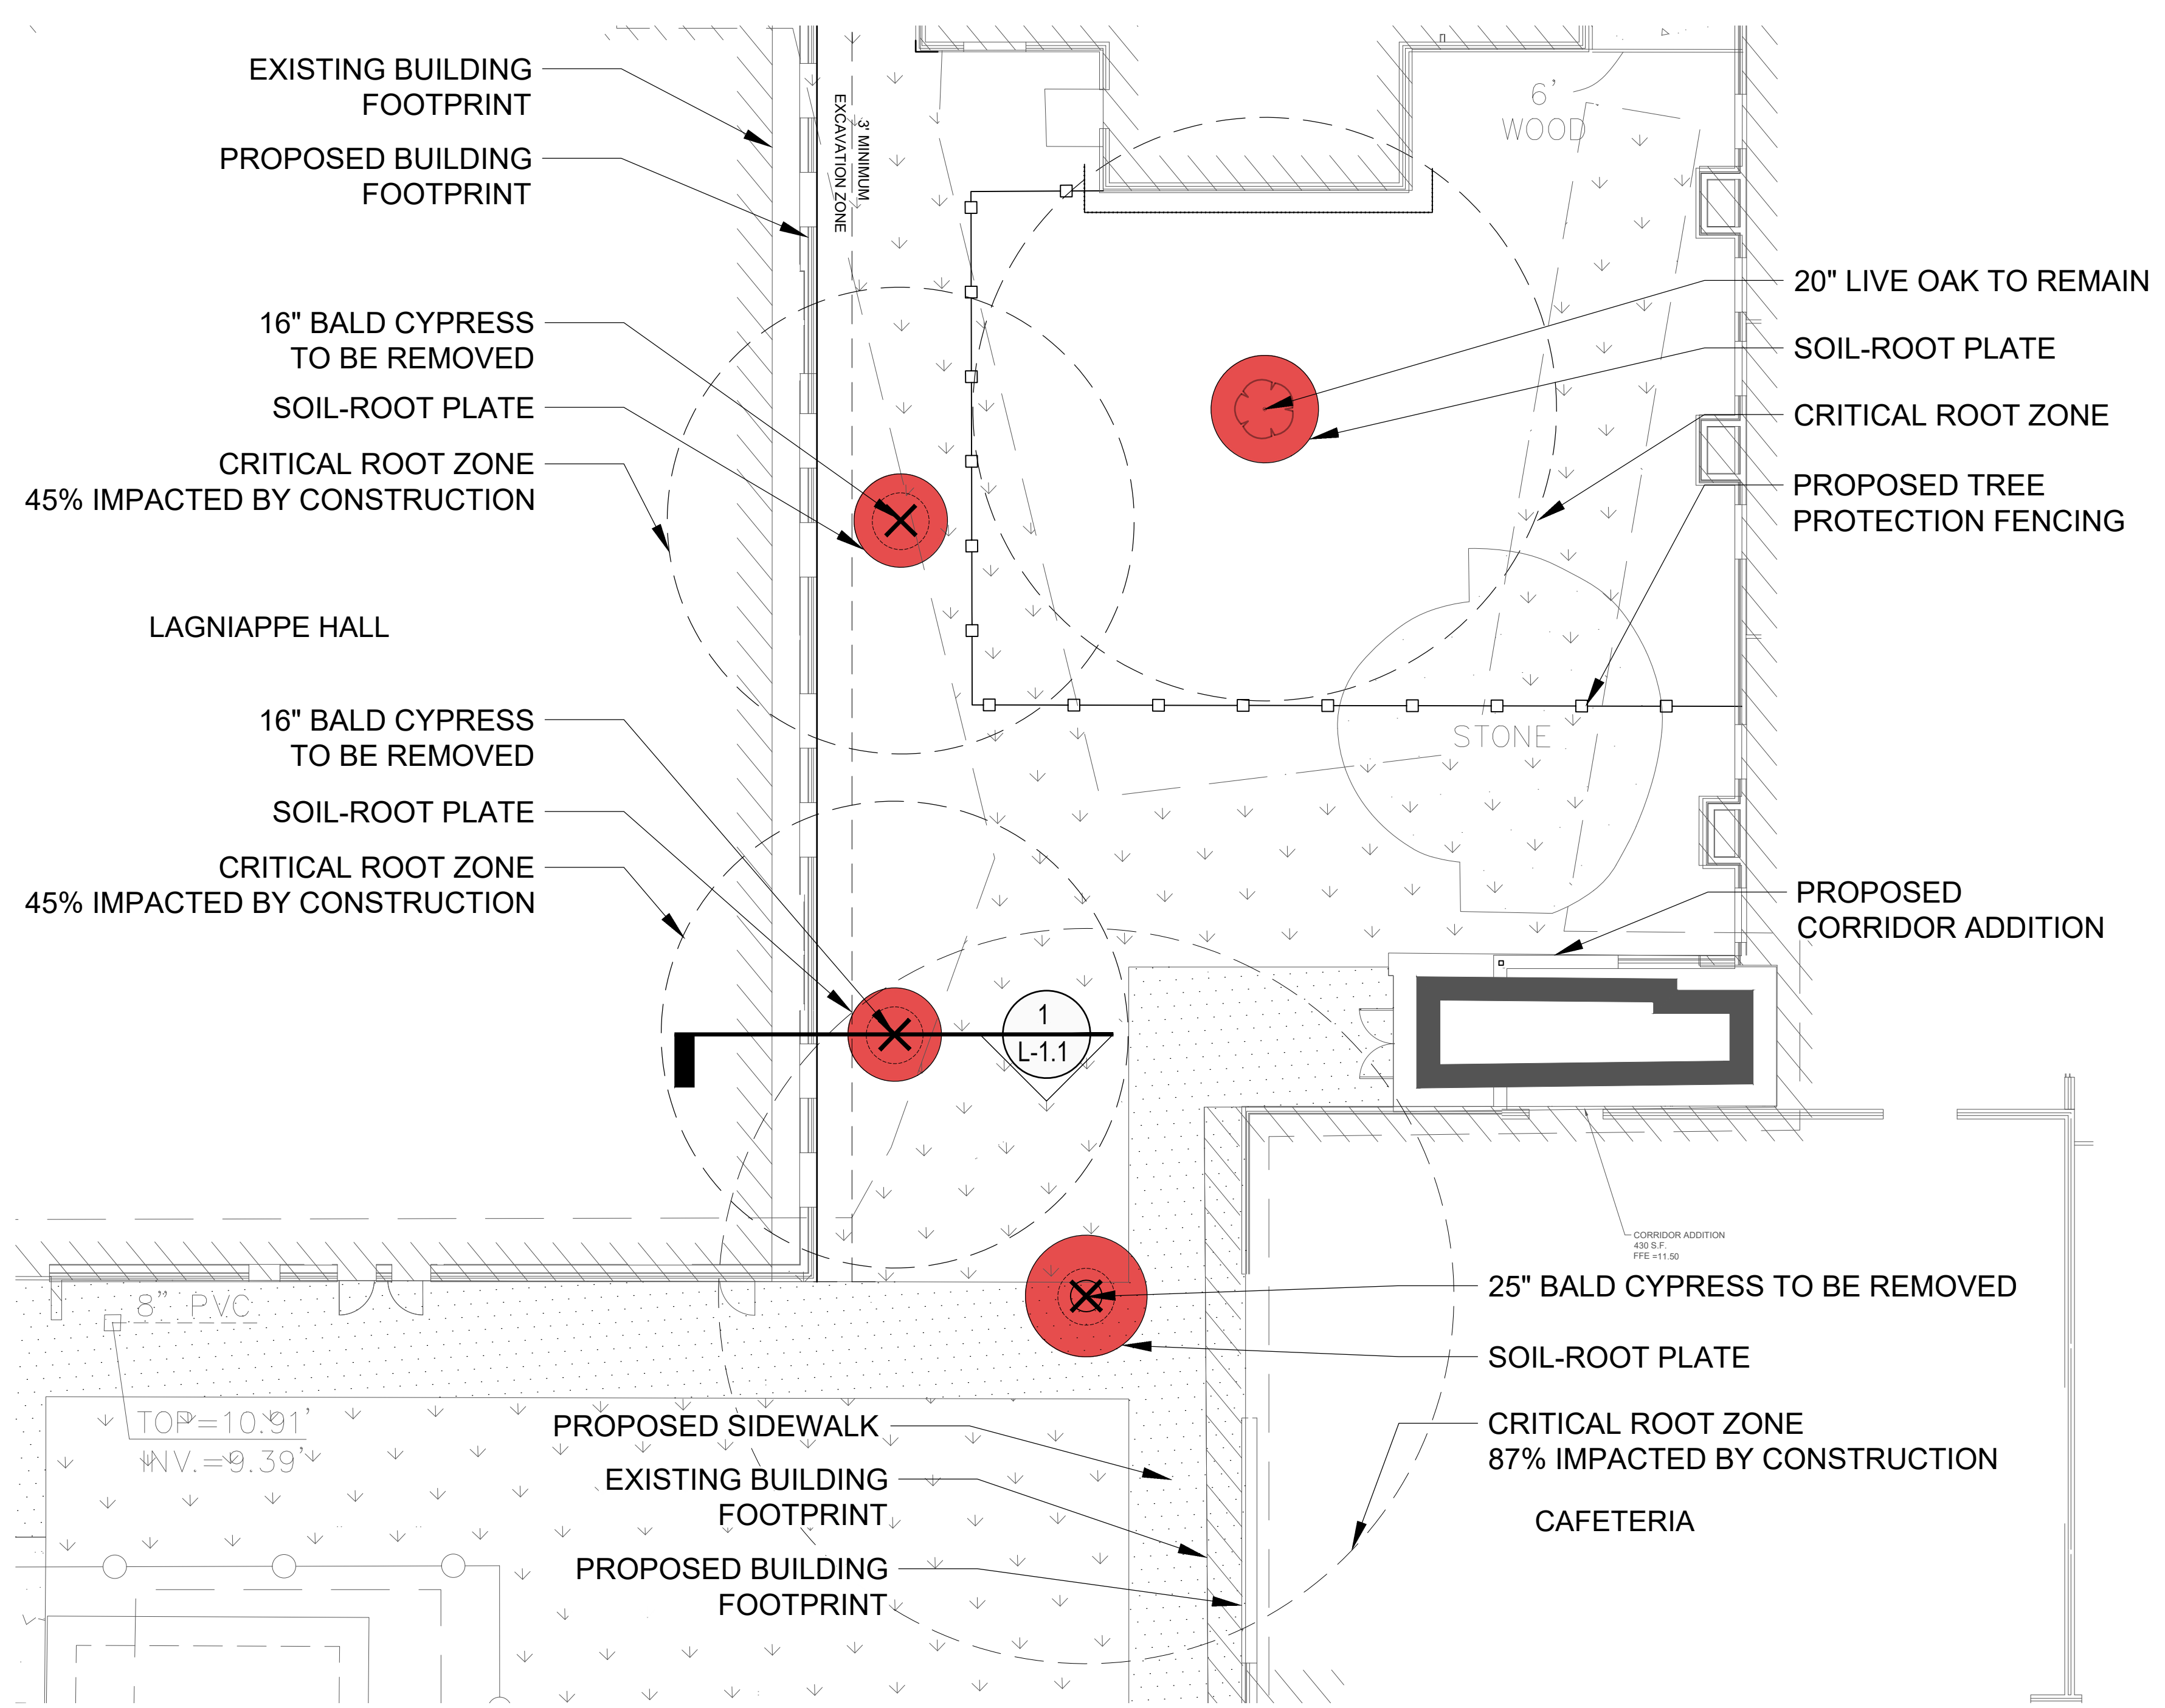 EXISTING BUILDING
FOOTPRINT
PROPOSED BUILDING
FOOTPRINT
3' MINIMUM
EXCAVATION ZONE
6'
WOOD
16" BALD CYPRESS
TO BE REMOVED
SOIL-ROOT PLATE
CRITICAL ROOT ZONE
45% IMPACTED BY CONSTRUCTION
20" LIVE OAK TO REMAIN
SOIL-ROOT PLATE
CRITICAL ROOT ZONE
PROPOSED TREE
PROTECTION FENCING
LAGNIAPPE HALL
16" BALD CYPRESS
TO BE REMOVED
SOIL-ROOT PLATE
CRITICAL ROOT ZONE
45% IMPACTED BY CONSTRUCTION
STONE
PROPOSED
CORRIDOR ADDITION
1
L-1.1
CORRIDOR ADDITION
430 S.F.
FFE =11.50
8" PVC
TOP=10.91'
INV.=9.39'
25" BALD CYPRESS TO BE REMOVED
SOIL-ROOT PLATE
CRITICAL ROOT ZONE
87% IMPACTED BY CONSTRUCTION
CAFETERIA
PROPOSED SIDEWALK
EXISTING BUILDING
FOOTPRINT
PROPOSED BUILDING
FOOTPRINT